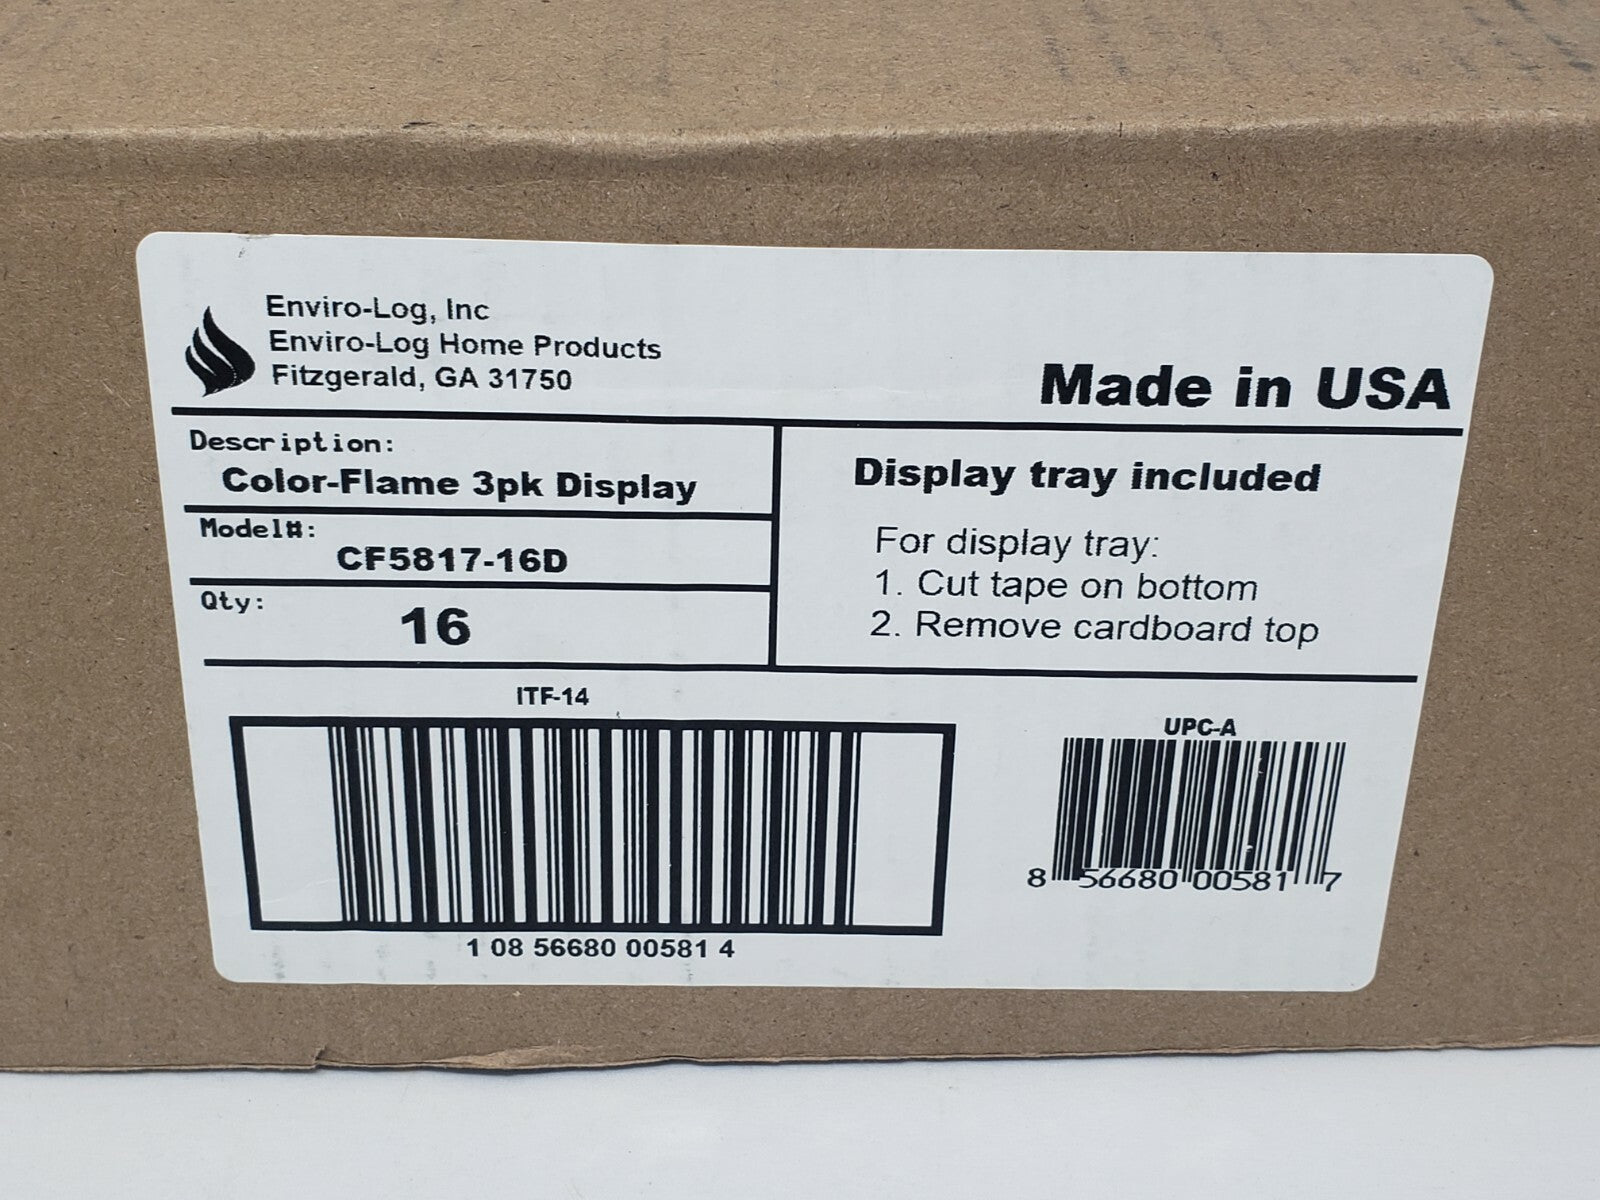 Enviro-Log, Inc
Enviro-Log Home Products
Fitzgerald, GA 31750
Made in USA
Description:
Color-Flame 3pk Display
Model#:
CF5817-16D
Qty:
16
Display tray included
For display tray:
1. Cut tape on bottom
2. Remove cardboard top
ITF-14
1 08 56680 00581 4
UPC-A
8 56680 00581 7